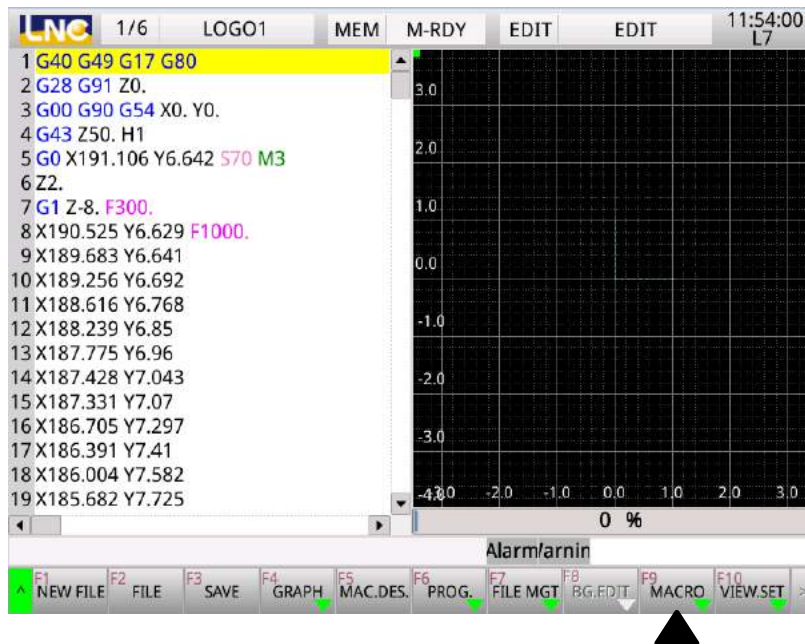 LNC 1/6 LOGO1 MEM M-RDY EDIT EDIT 11:54:00
L7
1 G40 G49 G17 G80
2 G28 G91 Z0.
3 G00 G90 G54 X0. Y0.
4 G43 Z50. H1
5 G0 X191.106 Y6.642 S70 M3
6 Z2.
7 G1 Z-8. F300.
8 X190.525 Y6.629 F1000.
9 X189.683 Y6.641
10 X189.256 Y6.692
11 X188.616 Y6.768
12 X188.239 Y6.85
13 X187.775 Y6.96
14 X187.428 Y7.043
15 X187.331 Y7.07
16 X186.705 Y7.297
17 X186.391 Y7.41
18 X186.004 Y7.582
19 X185.682 Y7.725
3.0
2.0
1.0
0.0
-1.0
-2.0
-3.0
-2.0 -1.0 0.0 1.0 2.0 3.0
0 %
Alarm/arnin
F1 NEW FILE F2 FILE F3 SAVE F4 GRAPH F5 MAC.DES. F6 PROG. F7 FILE MGT F8 BG.EDIT F9 MACRO F10 VIEW.SET >